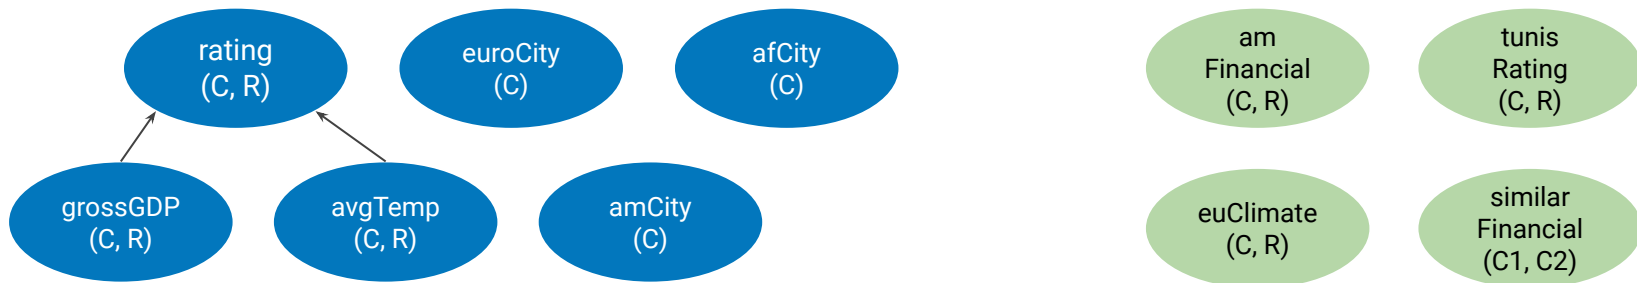 rating
(C, R)
euroCity
(C)
afCity
(C)
am
Financial
(C, R)
tunis
Rating
(C, R)
grossGDP
(C, R)
avgTemp
(C, R)
amCity
(C)
euClimate
(C, R)
similar
Financial
(C1, C2)